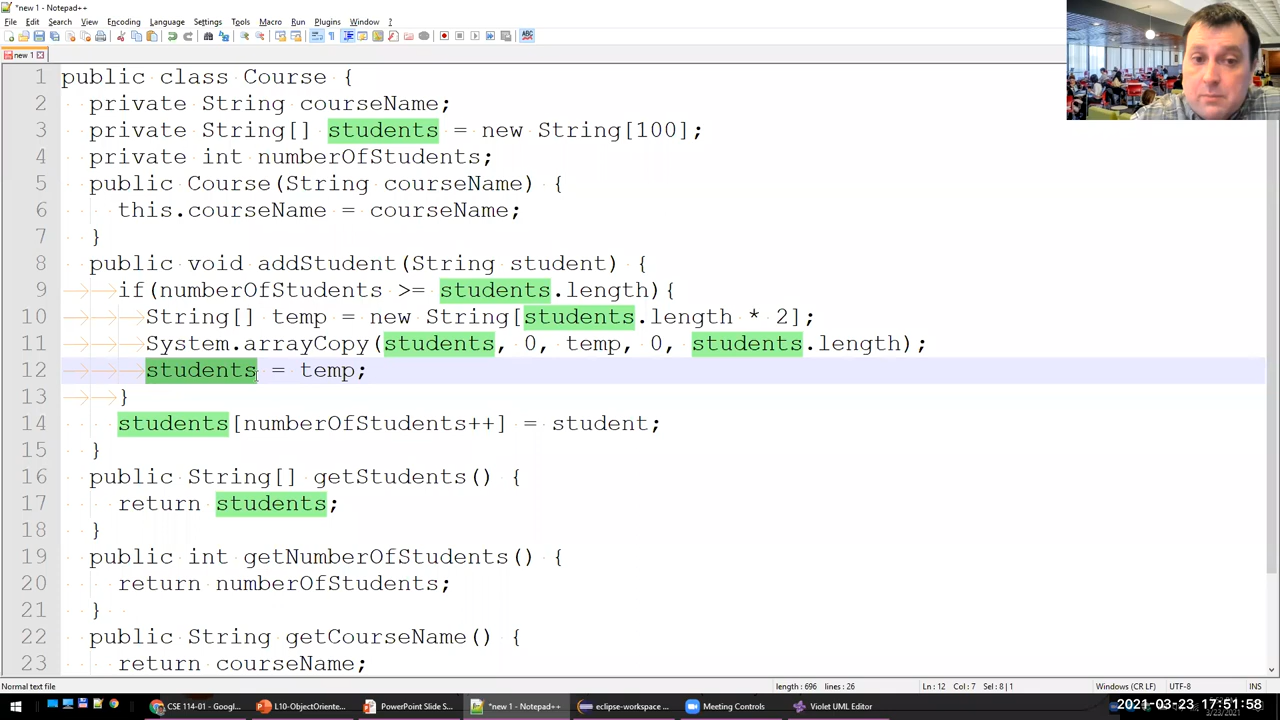 *new 1 - Notepad++
File Edit Search View Encoding Language Settings Tools Macro Run Plugins Window ?
new 1
1 public class Course {
2 private String courseName;
3 private String[] students = new String[100];
4 private int numberOfStudents;
5 public Course(String courseName) {
6 this.courseName = courseName;
7 }
8 public void addStudent(String student) {
9 if(numberOfStudents >= students.length){
10 String[] temp = new String[students.length * 2];
11 System.arrayCopy(students, 0, temp, 0, students.length);
12 students = temp;
13 }
14 students[numberOfStudents++] = student;
15 }
16 public String[] getStudents() {
17 return students;
18 }
19 public int getNumberOfStudents() {
20 return numberOfStudents;
21 }
22 public String getCourseName() {
23 return courseName;
Normal text file length : 696 lines : 26 Ln : 12 Col : 7 Sel : 8 | 1 Windows (CR LF) UTF-8 INS
CSE 114-01 - Googl... L10-ObjectOriente... PowerPoint Slide S... *new 1 - Notepad++ eclipse-workspace ... Meeting Controls Violet UML Editor 2021-03-23 17:51:58